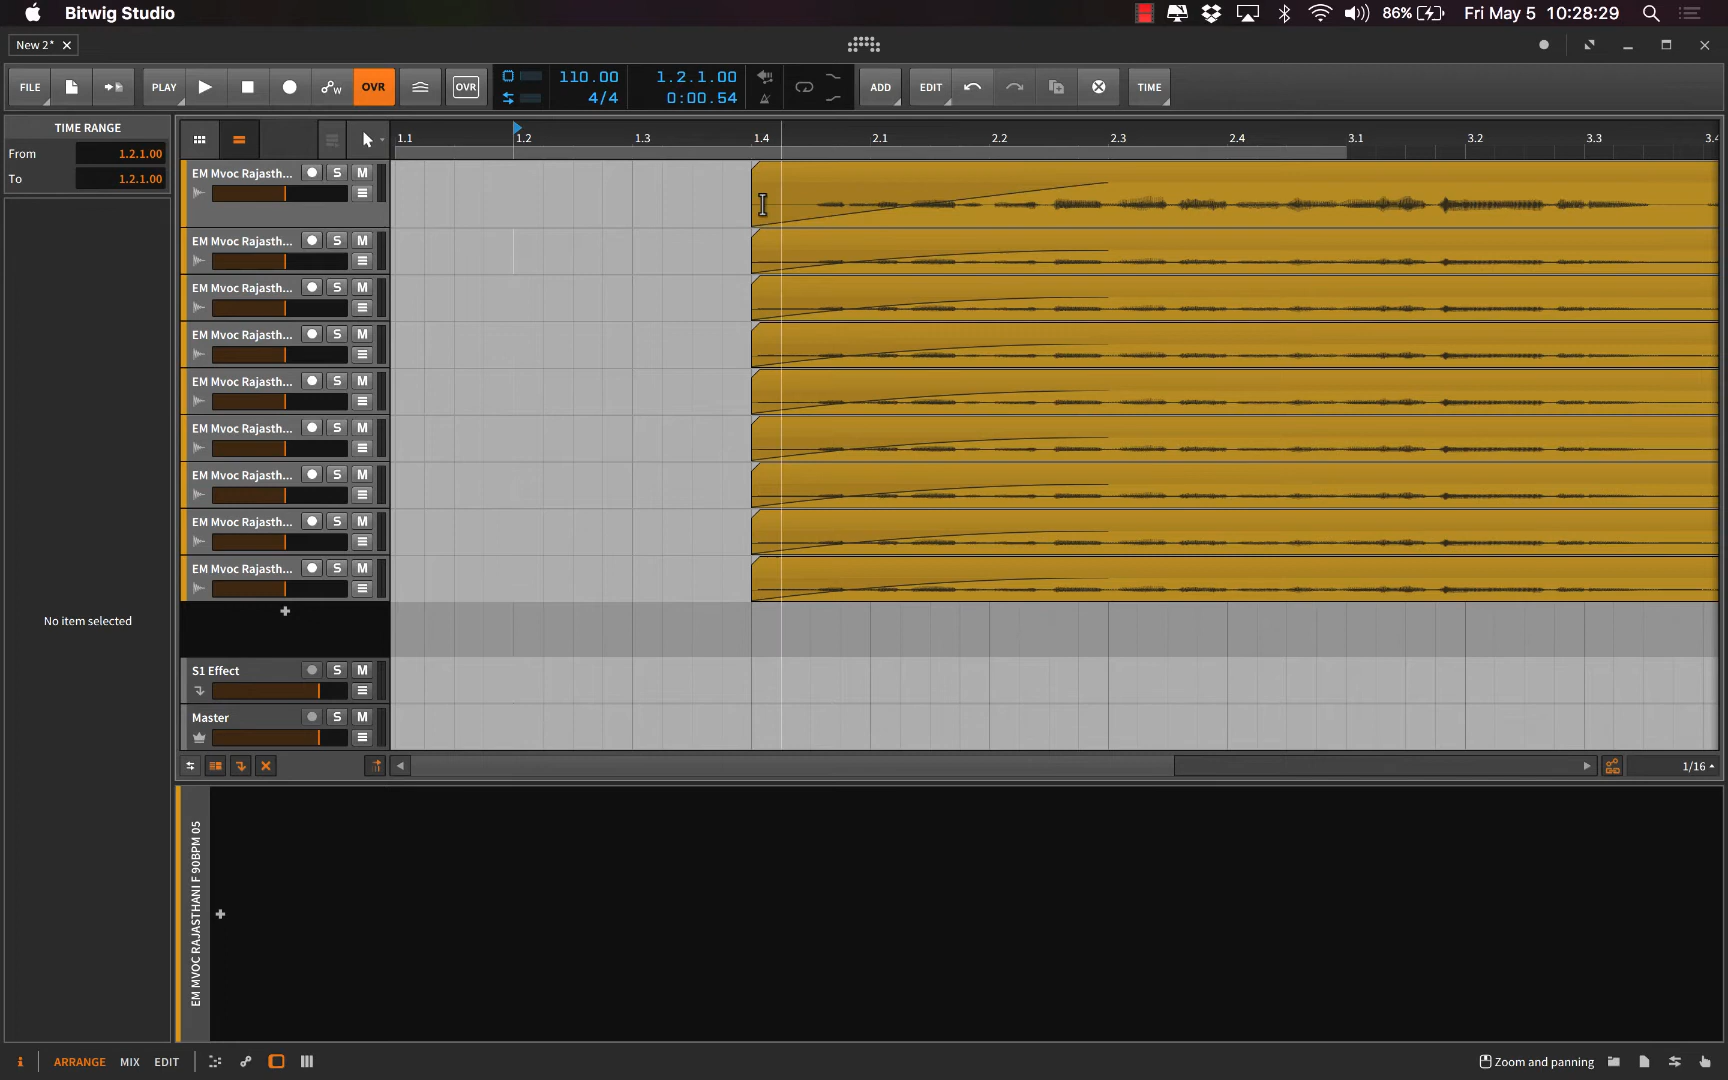 Bitwig Studio
86%
Fri May 5 10:28:29
New 2*
FILE
PLAY
OVR
OVR
110.00
4/4
1.2.1.00
0:00.54
ADD
EDIT
TIME
TIME RANGE
From 1.2.1.00
To 1.2.1.00
No item selected
1.1 1.2 1.3 1.4 2.1 2.2 2.3 2.4 3.1 3.2 3.3 3.4
EM Mvoc Rajasth... S M
EM Mvoc Rajasth... S M
EM Mvoc Rajasth... S M
EM Mvoc Rajasth... S M
EM Mvoc Rajasth... S M
EM Mvoc Rajasth... S M
EM Mvoc Rajasth... S M
EM Mvoc Rajasth... S M
EM Mvoc Rajasth... S M
S1 Effect S M
Master S M
1/16
EM MVOC RAJASTHANI F 90BPM 05
ARRANGE
MIX
EDIT
Zoom and panning